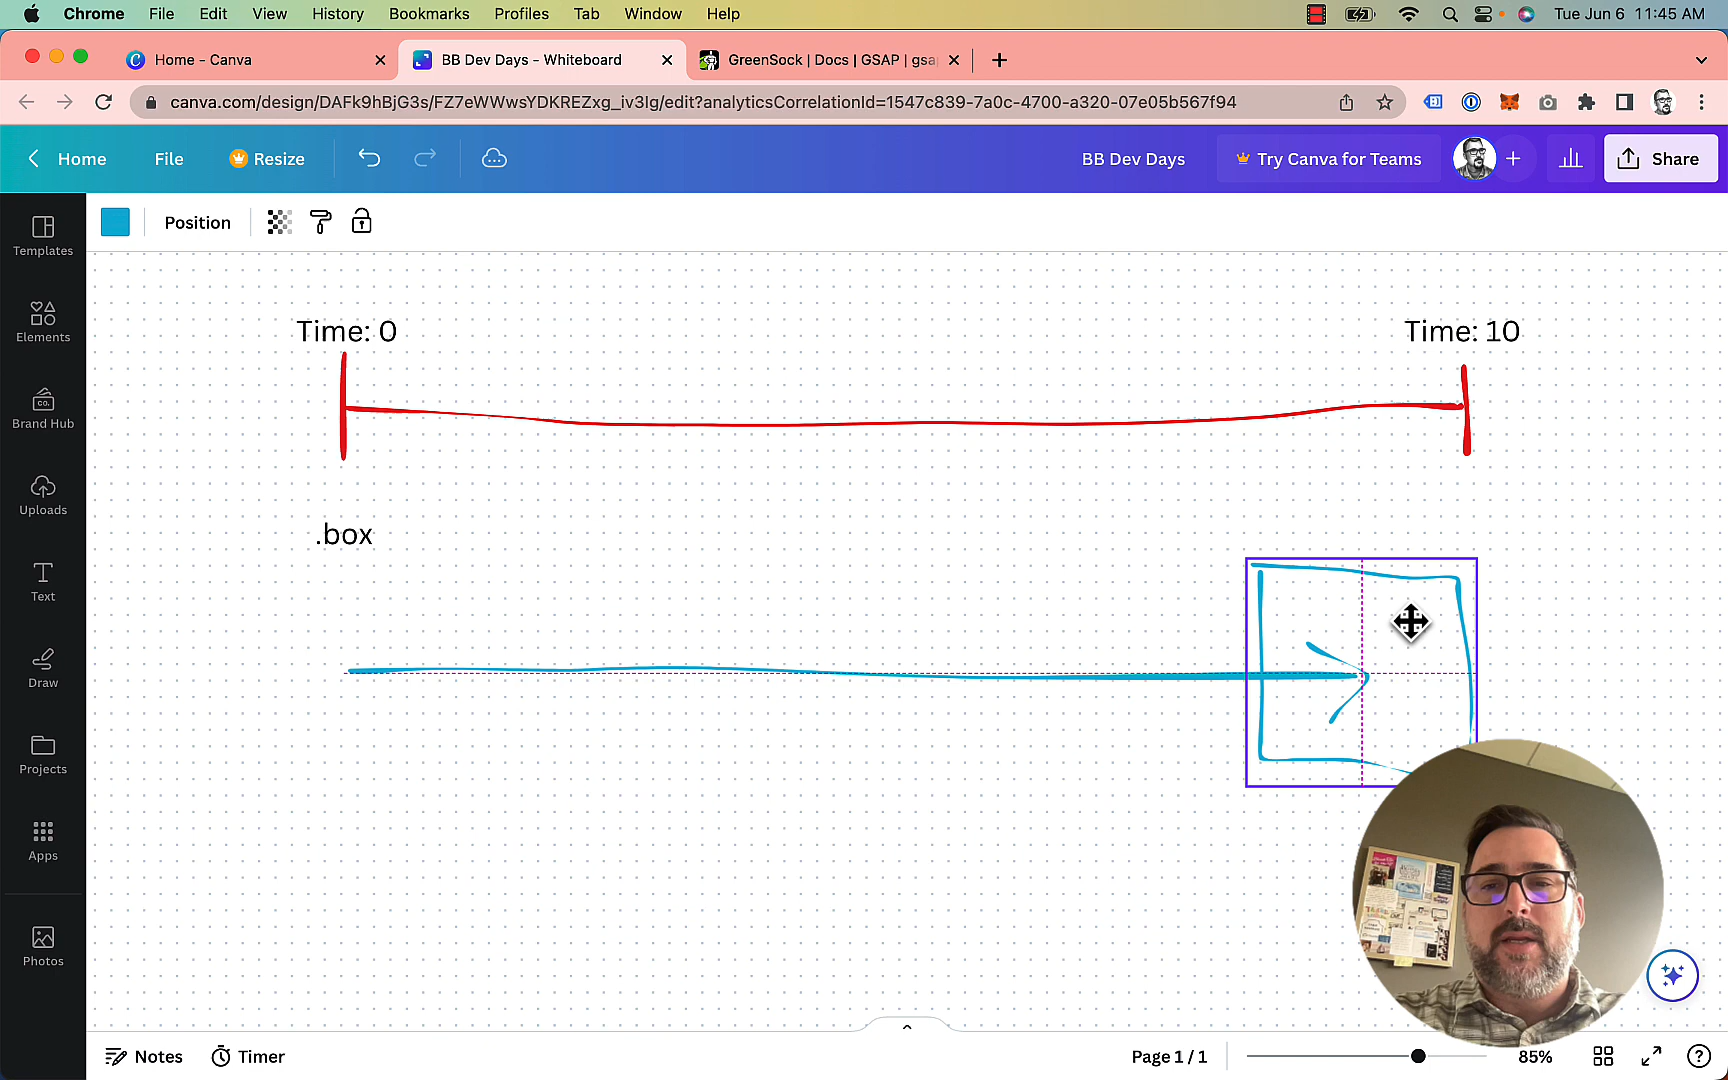 Chrome File Edit View History Bookmarks Profiles Tab Window Help Tue Jun 6 11:45 AM
Home - Canva BB Dev Days - Whiteboard GreenSock | Docs | GSAP | gsa
canva.com/design/DAFk9hBjG3s/FZ7eWWwsYDKREZxg_iv3Ig/edit?analyticsCorrelationId=1547c839-7a0c-4700-a320-07e05b567f94
Home File Resize BB Dev Days Try Canva for Teams Share
Position
Templates
Elements
CO.
Brand Hub
Uploads
Text
Draw
Projects
Apps
Photos
Time: 0 Time: 10
.box
Notes Timer Page 1 / 1 85%